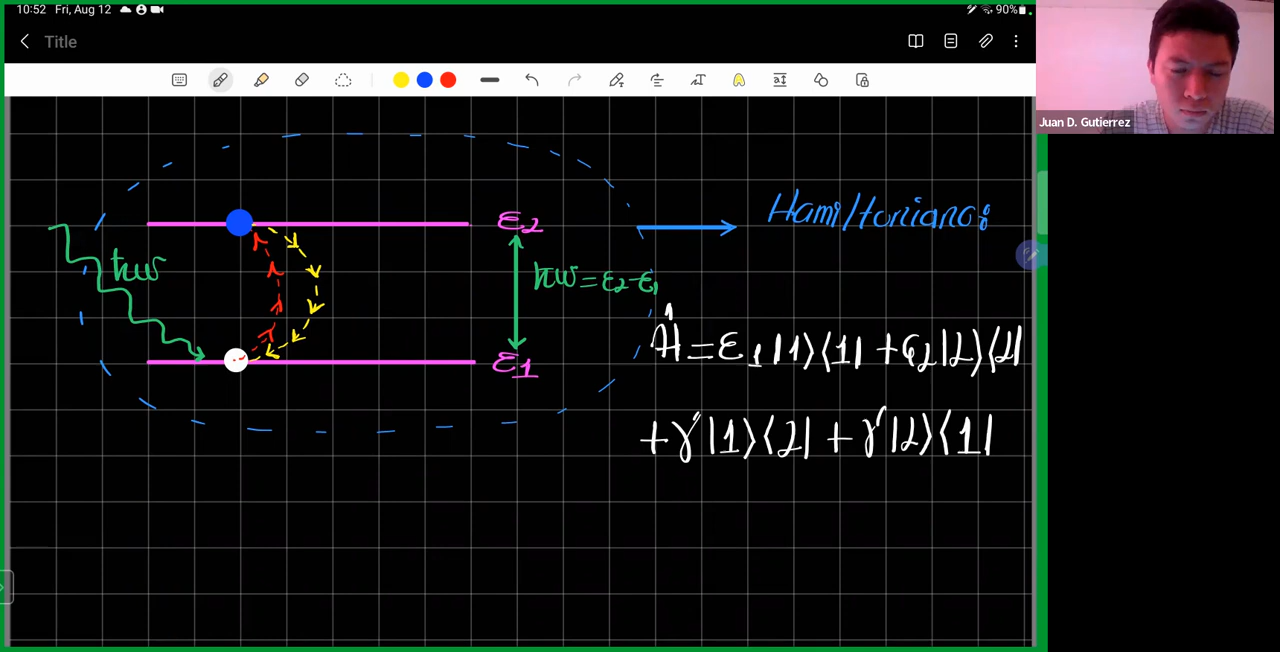 10:52 Fri, Aug 12
90%
Title
Juan D. Gutierrez
Hamiltoniano:
ε2
ħω
ħω=ε2-ε1
ε1
Ĥ=ε1|1⟩⟨1|+ε2|2⟩⟨2|
+γ|1⟩⟨2|+γ|2⟩⟨1|